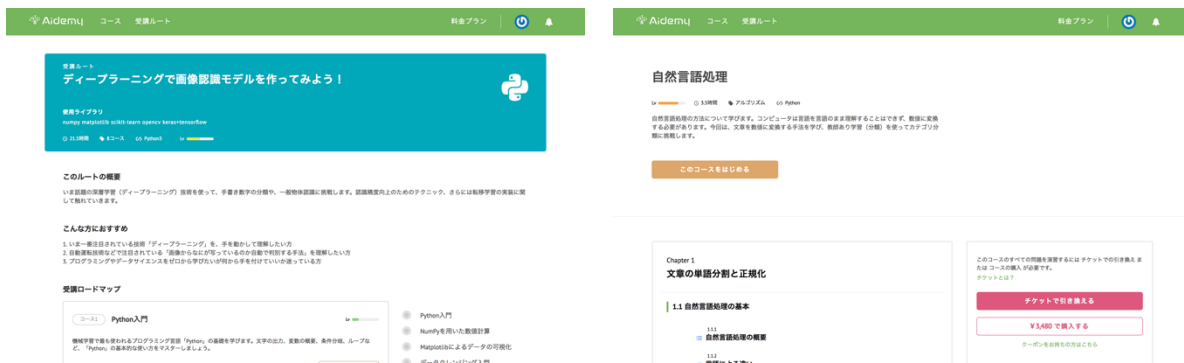 Aidemy コース 受講ルート 料金プラン
受講ルート
ディープラーニングで画像認識モデルを作ってみよう！
使用ライブラリ
numpy matplotlib scikit-learn opencv keras+tensorflow
21.3時間 8コース Python3 Lv
このルートの概要
いま話題の深層学習（ディープラーニング）技術を使って、手書き数字の分類や、一般物体認識に挑戦します。認識精度向上のためのテクニック、さらには転移学習の実装に関
して触れていきます。
こんな方におすすめ
1. いま一番注目されている技術「ディープラーニング」を、手を動かして理解したい方
2. 自動運転技術などで注目されている「画像からなにが写っているのか自動で判別する手法」を理解したい方
3. プログラミングやデータサイエンスをゼロから学びたいが何から手を付けていいか迷っている方
受講ロードマップ
コース1 Python入門 Lv
機械学習で最も使われるプログラミング言語「Python」の基礎を学びます。文字の出力、変数の概要、条件分岐、ループな
ど、「Python」の基本的な使い方をマスターしましょう。
Python入門
NumPyを用いた数値計算
Matplotlibによるデータの可視化
データクレンジング入門
Aidemy コース 受講ルート 料金プラン
自然言語処理
Lv 3.5時間 アルゴリズム Python
自然言語処理の方法について学びます。コンピュータは言語を言語のまま理解することはできず、数値に変換
する必要があります。今回は、文章を数値に変換する手法を学び、教師あり学習（分類）を使ってカテゴリ分
類に挑戦します。
このコースをはじめる
Chapter 1
文章の単語分割と正規化
1.1 自然言語処理の基本
1.1.1
自然言語処理の概要
1.1.2
言語による違い
このコースのすべての問題を演習するには チケットでの引き換え ま
たは コースの購入 が必要です。
チケットとは？
チケットで引き換える
¥3,480 で購入する
クーポンをお持ちの方はこちら